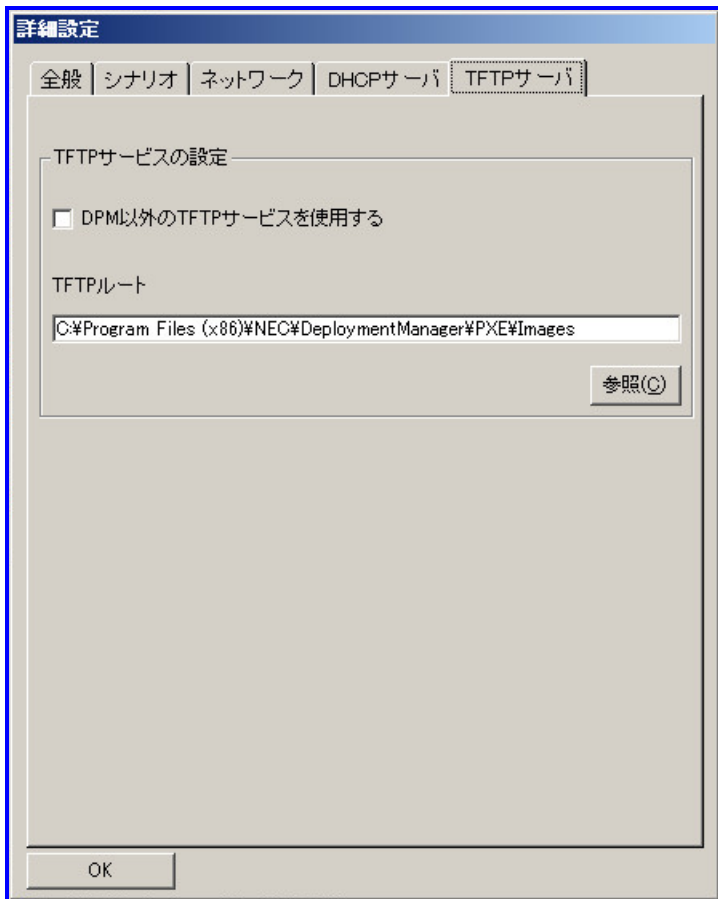 詳細設定
全般 シナリオ ネットワーク DHCPサーバ TFTPサーバ
TFTPサービスの設定
DPM以外のTFTPサービスを使用する
TFTPルート
C:¥Program Files (x86)¥NEC¥DeploymentManager¥PXE¥Images
参照(C)
OK